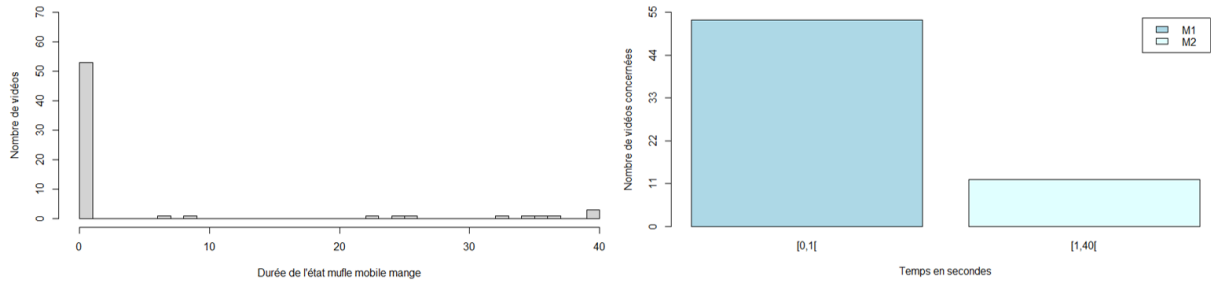 70
60
50
40
30
20
10
0
Nombre de vidéos
0 10 20 30 40
Durée de l'état mufle mobile mange
55
44
33
22
11
0
Nombre de vidéos concernées
M1
M2
[0,1[ [1,40[
Temps en secondes